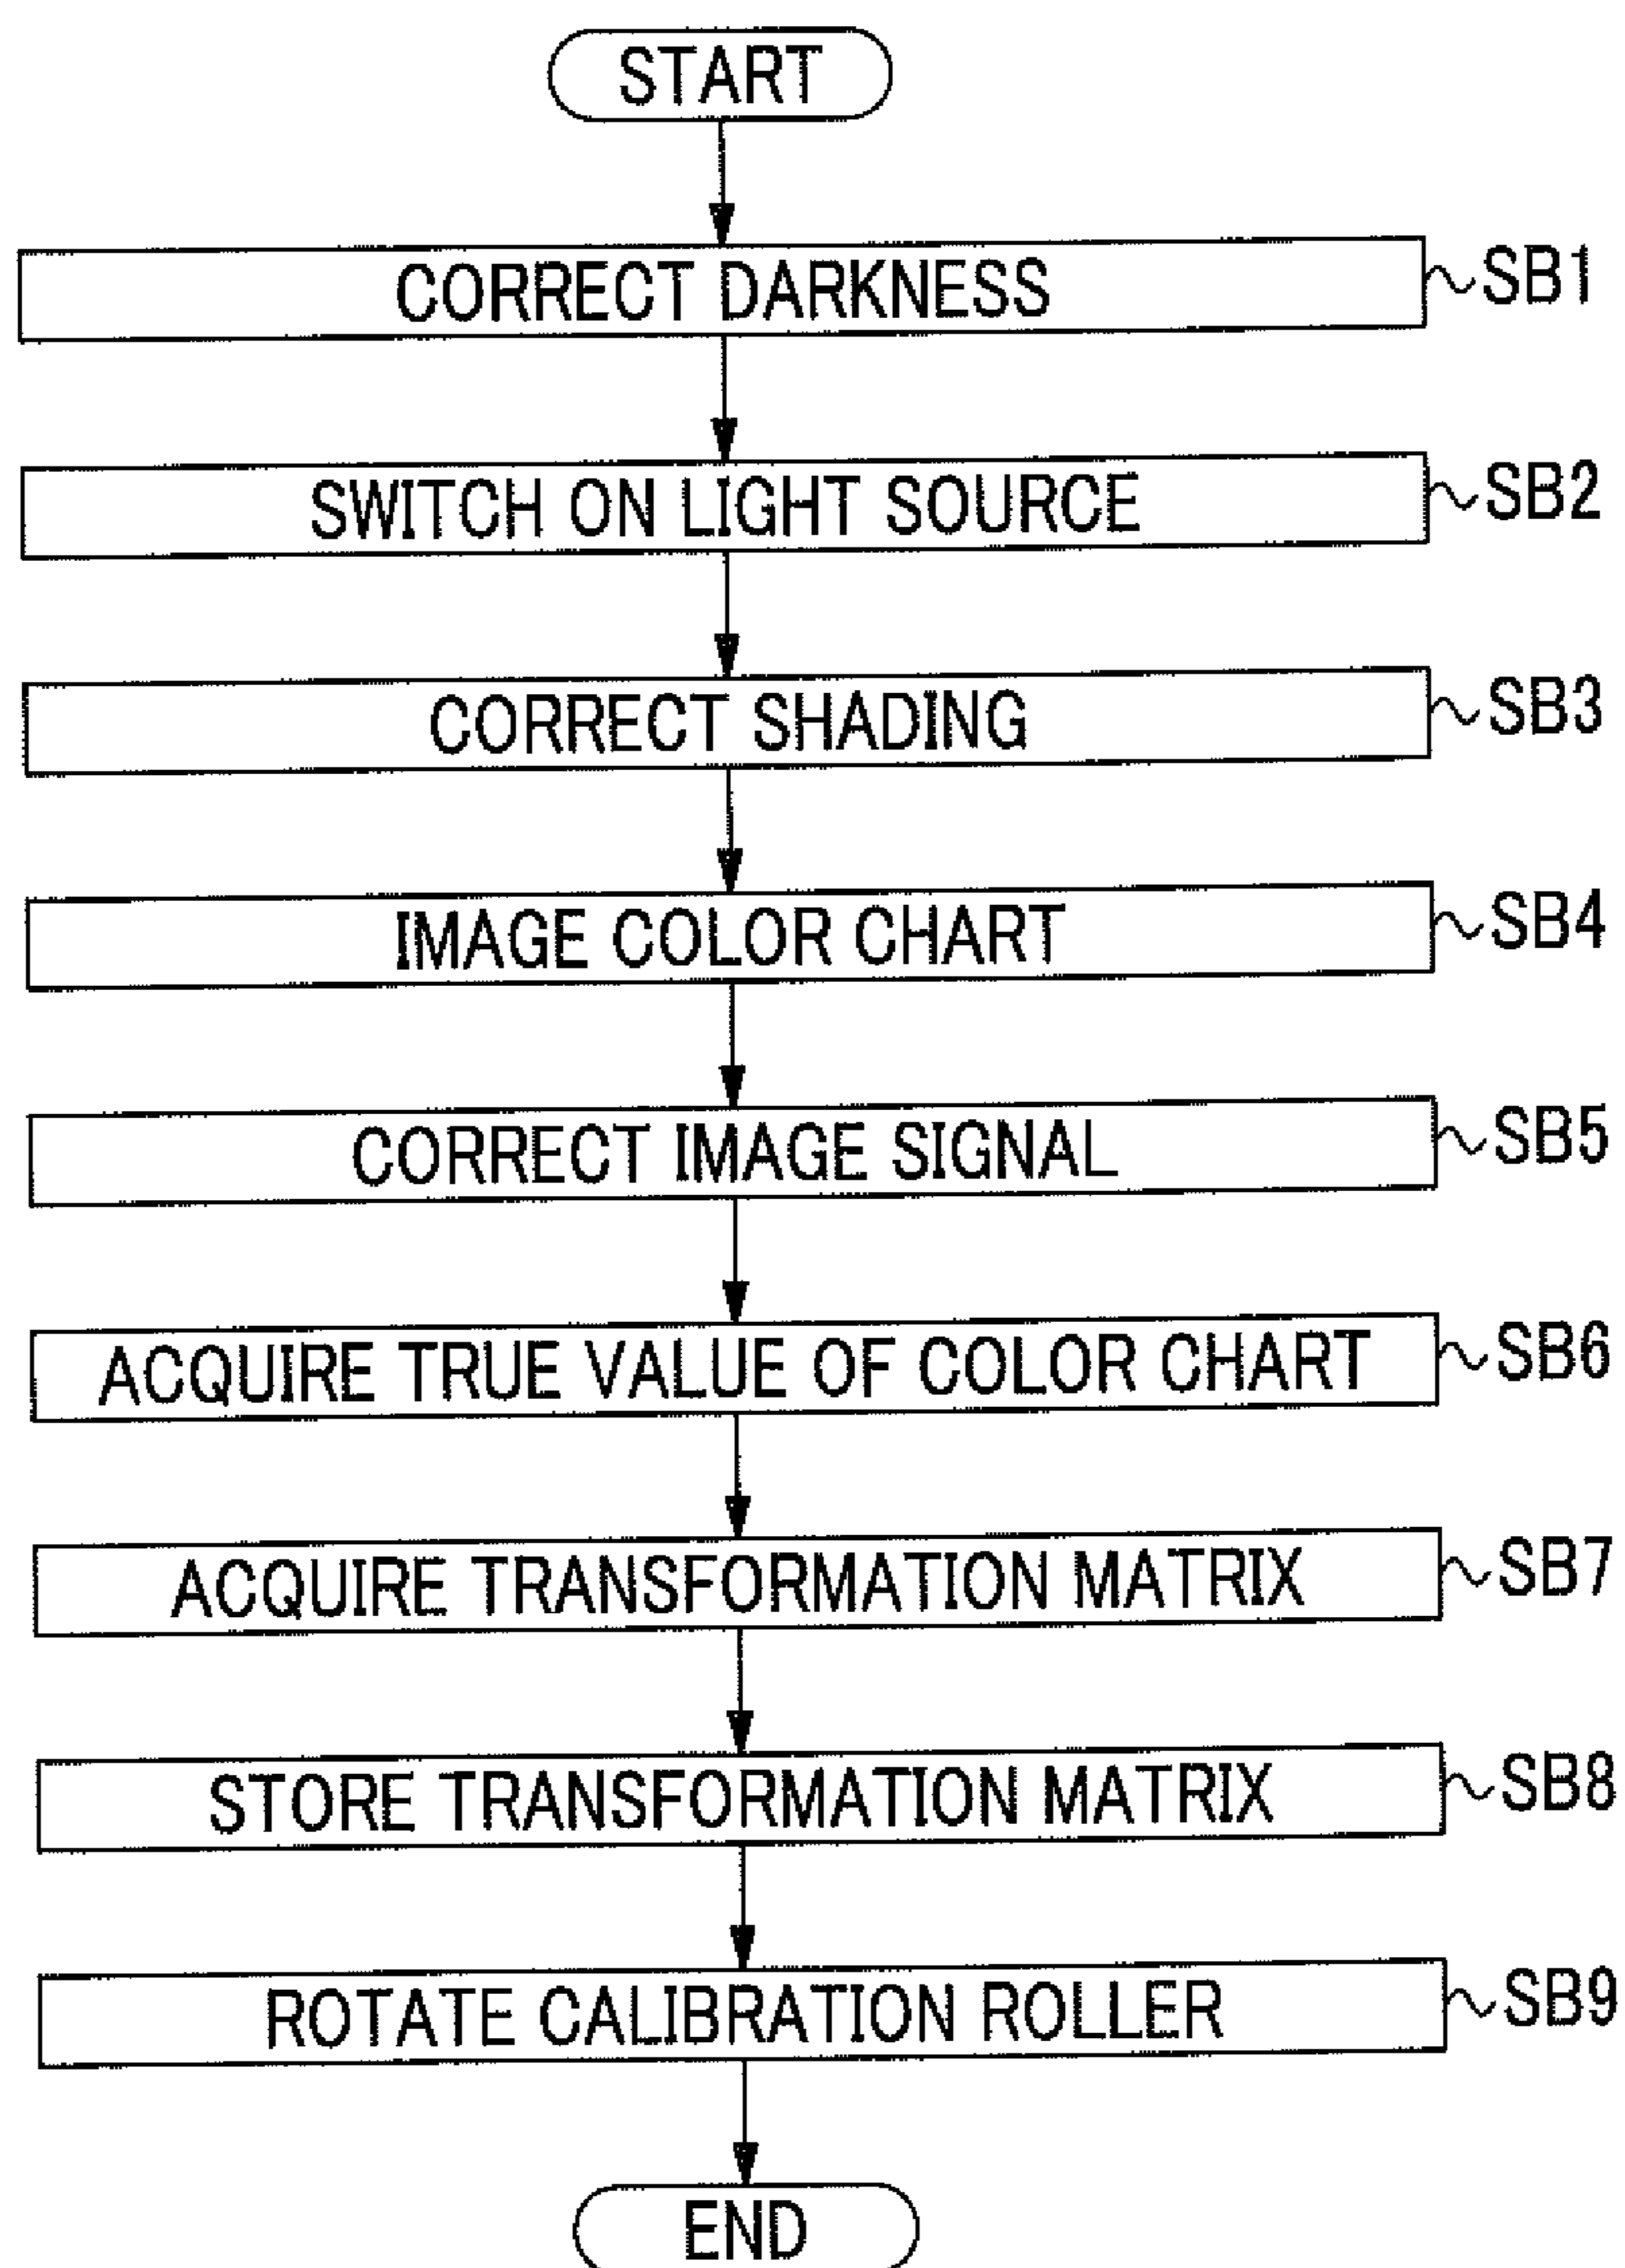 START
CORRECT DARKNESS SB1
SWITCH ON LIGHT SOURCE SB2
CORRECT SHADING SB3
IMAGE COLOR CHART SB4
CORRECT IMAGE SIGNAL SB5
ACQUIRE TRUE VALUE OF COLOR CHART SB6
ACQUIRE TRANSFORMATION MATRIX SB7
STORE TRANSFORMATION MATRIX SB8
ROTATE CALIBRATION ROLLER SB9
END